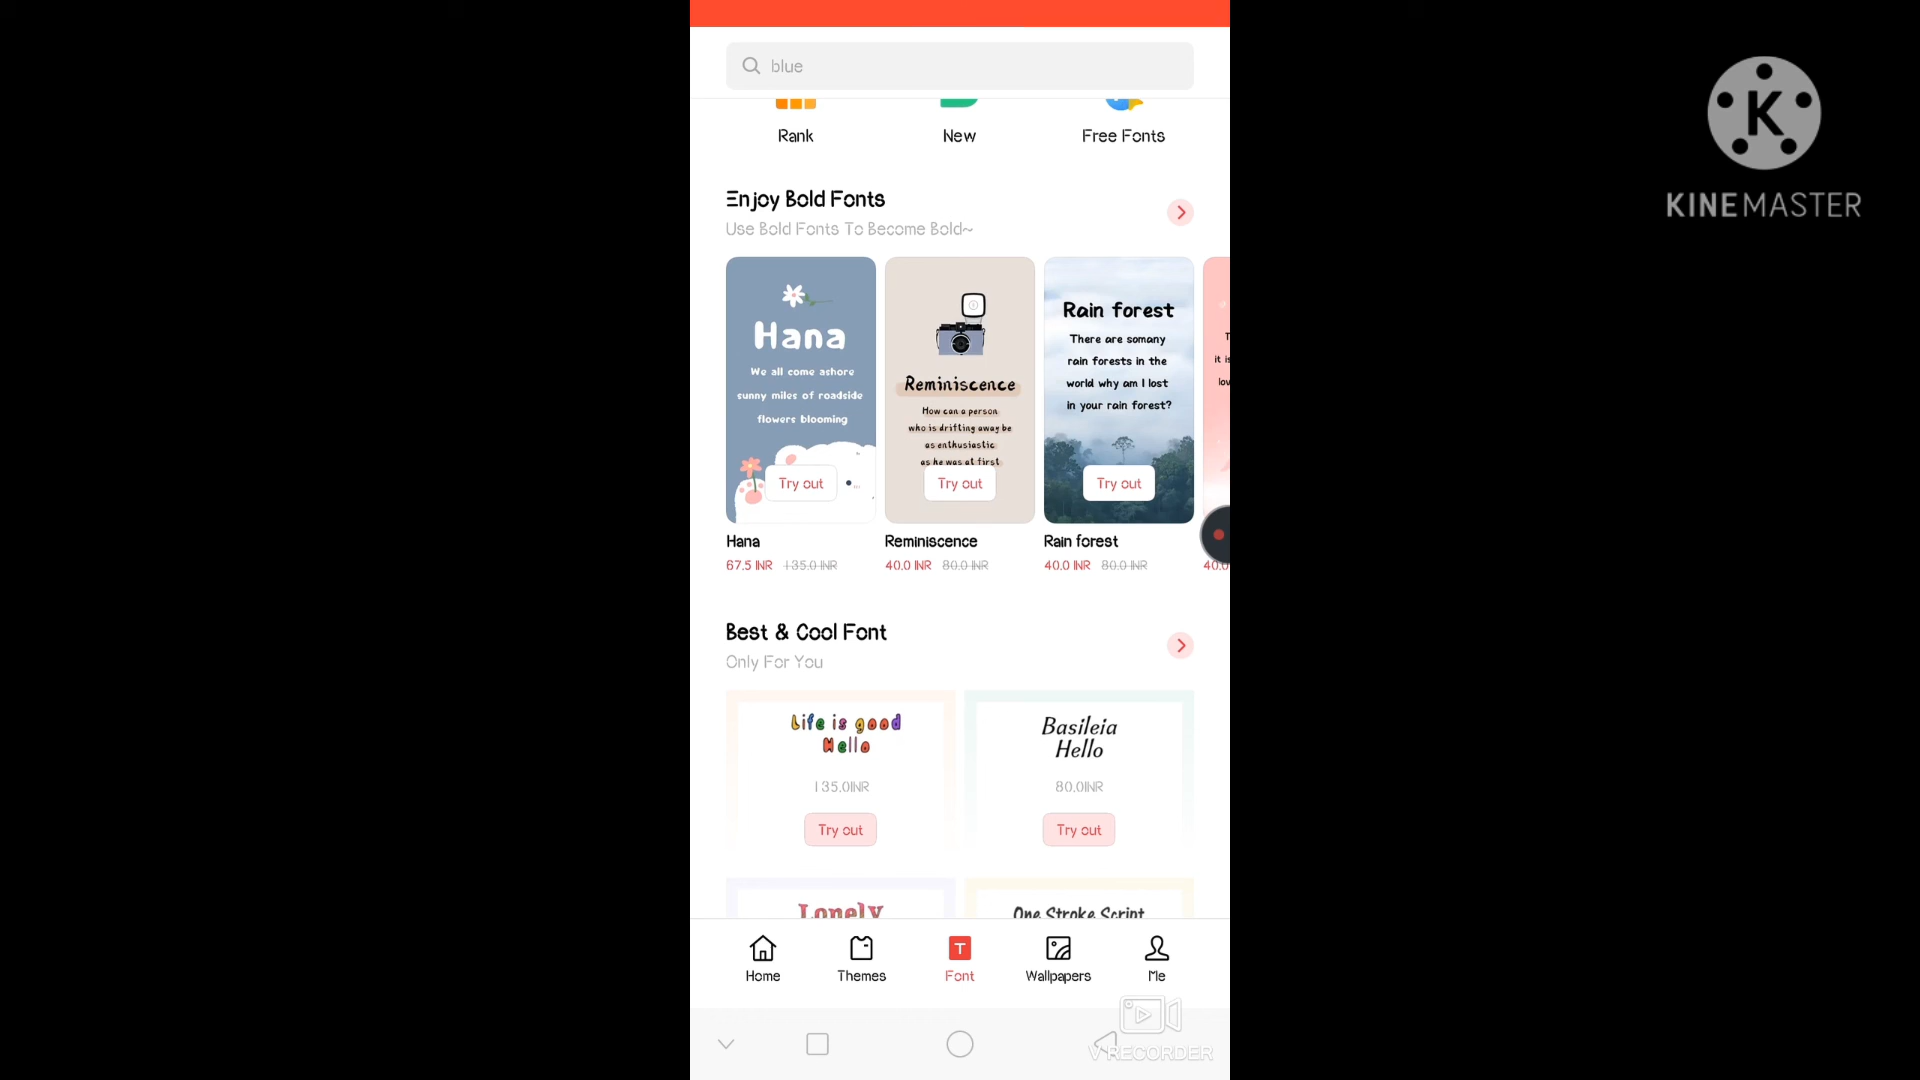 blue
K
KINEMASTER
Rank New Free Fonts
Enjoy Bold Fonts
Use Bold Fonts To Become Bold~
Hana
We all come ashore
sunny miles of roadside
flowers blooming
Try out
Reminiscence
How can a person
who is drifting away be
as enthusiastic
as he was at first
Try out
Rain forest
There are somany
rain forests in the
world why am I lost
in your rain forest?
Try out
it is
Hana
67.5 INR 135.0 INR
Reminiscence
40.0 INR 80.0 INR
Rain forest
40.0 INR 80.0 INR
40.0
Best & Cool Font
Only For You
Life is good
Hello
135.0INR
Try out
Basileia
Hello
80.0INR
Try out
Lonely
One Stroke Script
T
Home Themes Font Wallpapers Me
V RECORDER